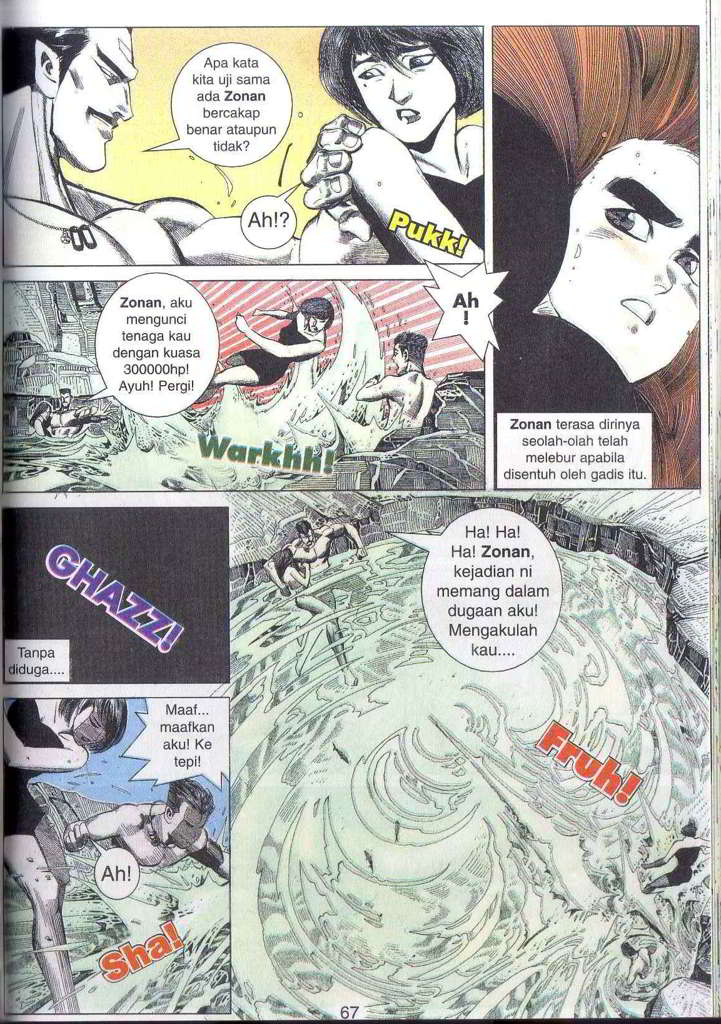 Apa kata
kita uji sama
ada Zonan
bercakap
benar ataupun
tidak?
Ah!?
Pukk!
Zonan terasa dirinya
seolah-olah telah
melebur apabila
disentuh oleh gadis itu.
Zonan, aku
mengunci
tenaga kau
dengan kuasa
300000hp!
Ayuh! Pergi!
Ah
!
Warkhh!
GHAZZ!
Tanpa
diduga....
Ha! Ha!
Ha! Zonan,
kejadian ni
memang dalam
dugaan aku!
Mengakulah
kau....
Fruh!
Maaf...
maafkan
aku! Ke
tepi!
Ah!
Sha!
67